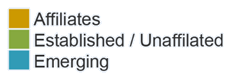 Affiliates
Established / Unaffilated
Emerging